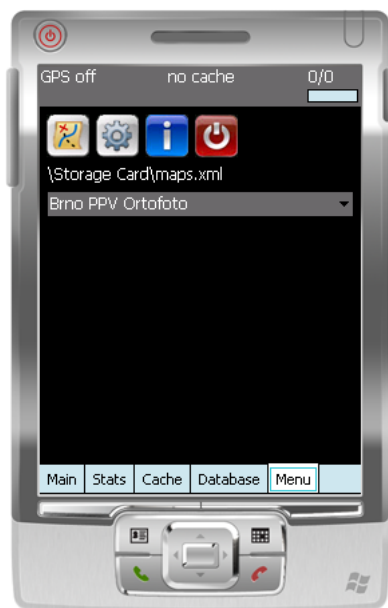 GPS off no cache 0/0
\Storage Card\maps.xml
Brno PPV Ortofoto
Main Stats Cache Database Menu